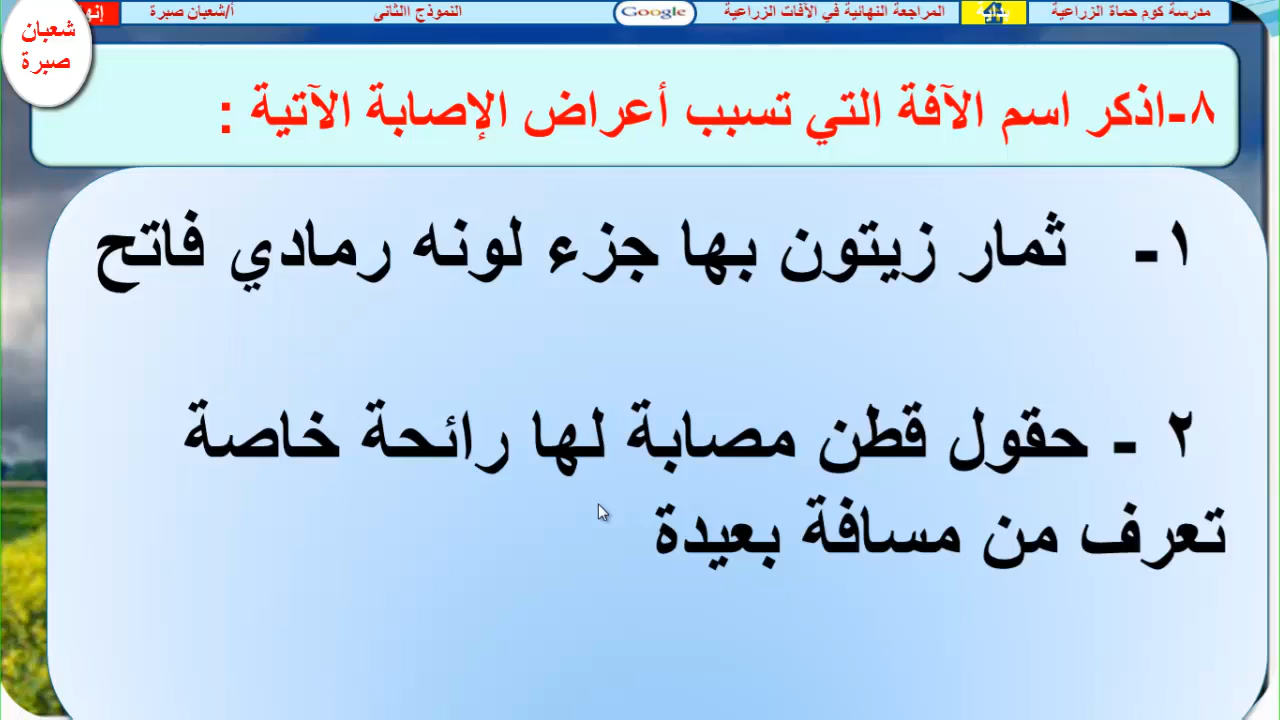 مدرسة كوم حماة الزراعية
المراجعة النهائية في الآفات الزراعية
Google
النموذج االثانى
أ/شعبان صبرة
شعبان
صبرة
٨-اذكر اسم الآفة التي تسبب أعراض الإصابة الآتية :
١- ثمار زيتون بها جزء لونه رمادي فاتح
٢ - حقول قطن مصابة لها رائحة خاصة
تعرف من مسافة بعيدة